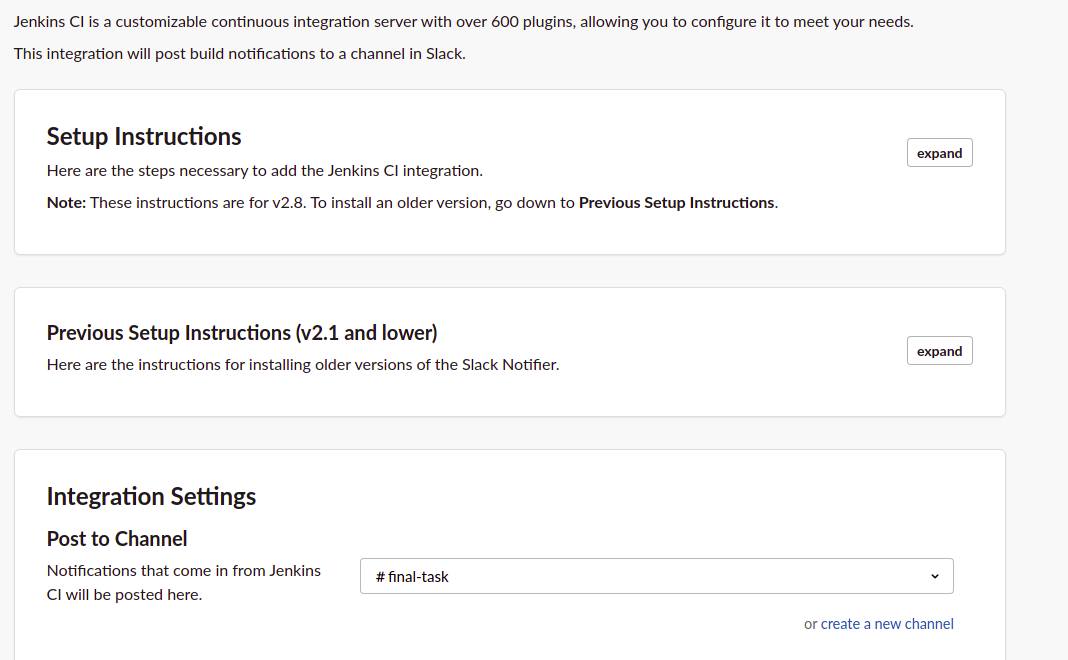 Jenkins CI is a customizable continuous integration server with over 600 plugins, allowing you to configure it to meet your needs.
This integration will post build notifications to a channel in Slack.
Setup Instructions
expand
Here are the steps necessary to add the Jenkins CI integration.
Note: These instructions are for v2.8. To install an older version, go down to Previous Setup Instructions.
Previous Setup Instructions (v2.1 and lower)
expand
Here are the instructions for installing older versions of the Slack Notifier.
Integration Settings
Post to Channel
Notifications that come in from Jenkins
CI will be posted here.
# final-task
or create a new channel